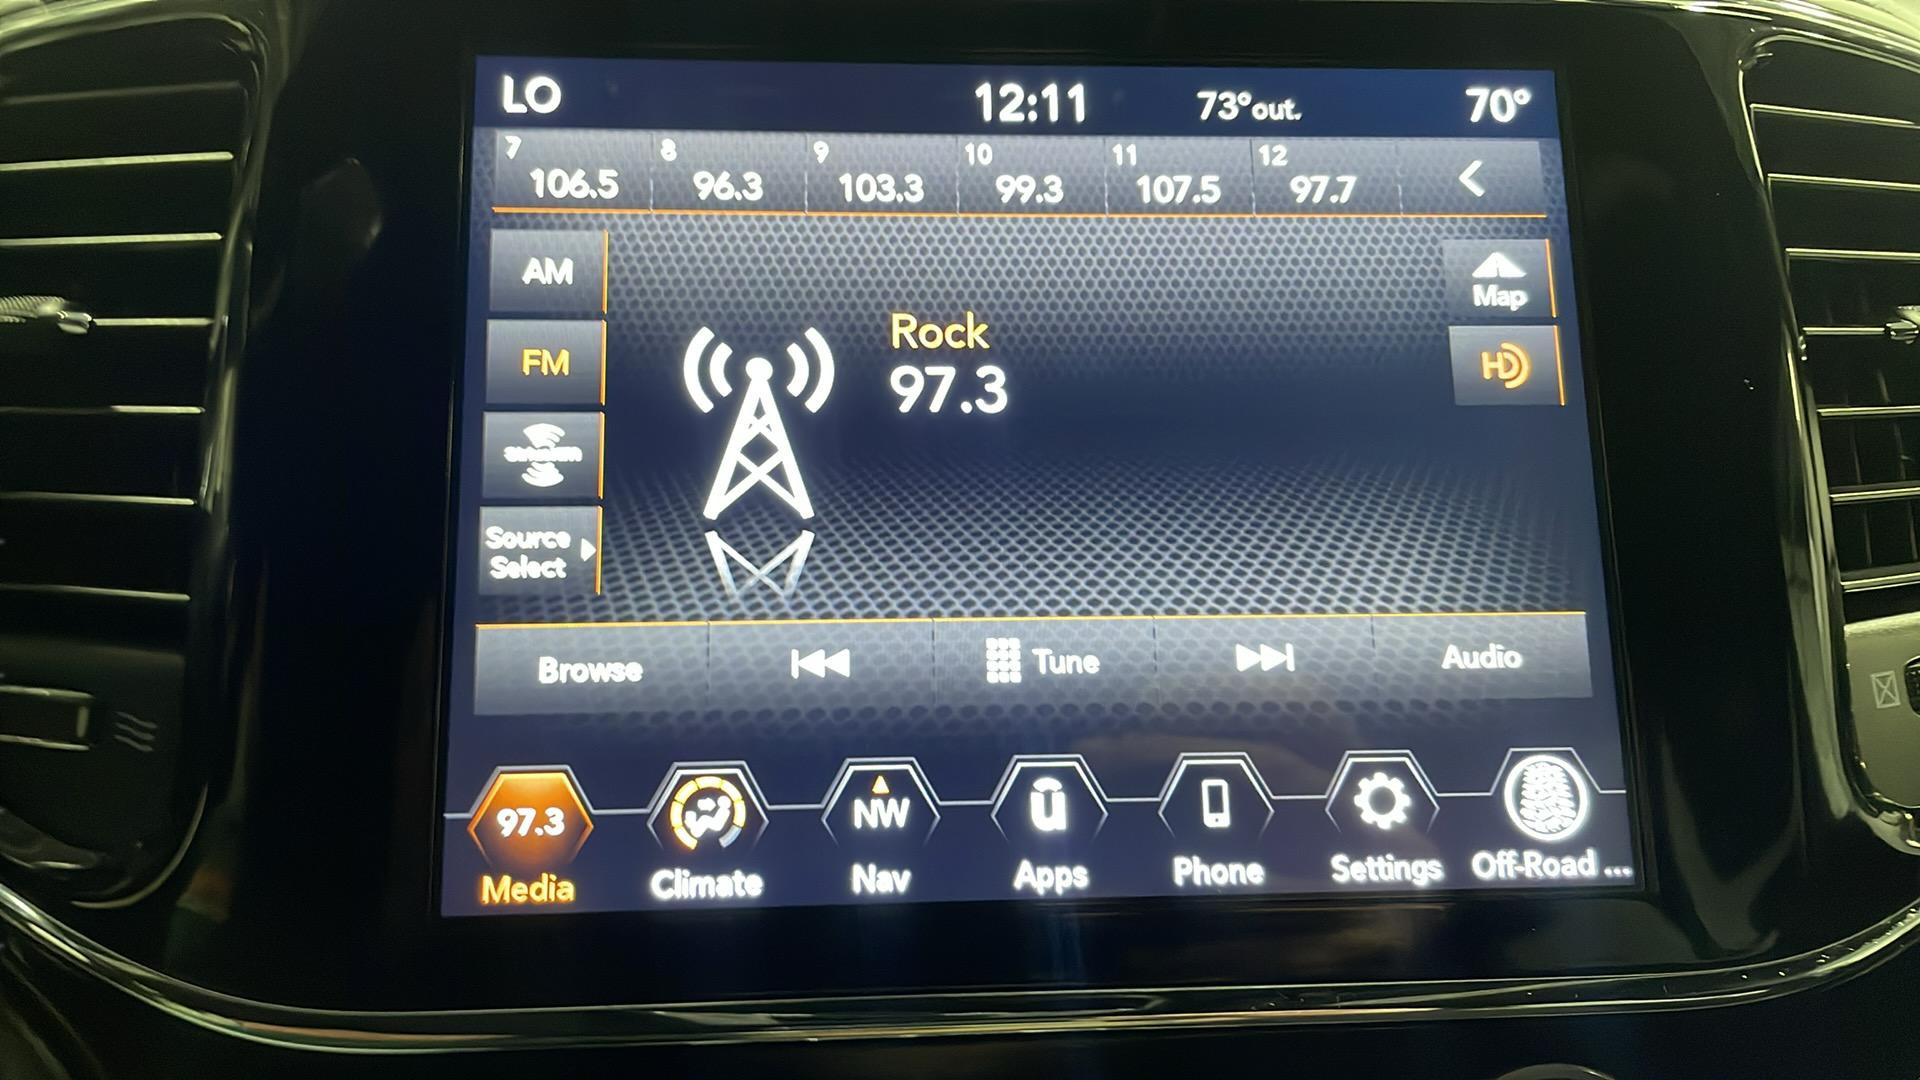 LO 12:11 73°out. 70°
7 8 9 10 11 12
106.5 96.3 103.3 99.3 107.5 97.7
AM
Map
Rock
FM
HD
97.3
siriusxm
Source
Select
Browse Tune Audio
97.3 NW u
Media Climate Nav Apps Phone Settings Off-Road ...